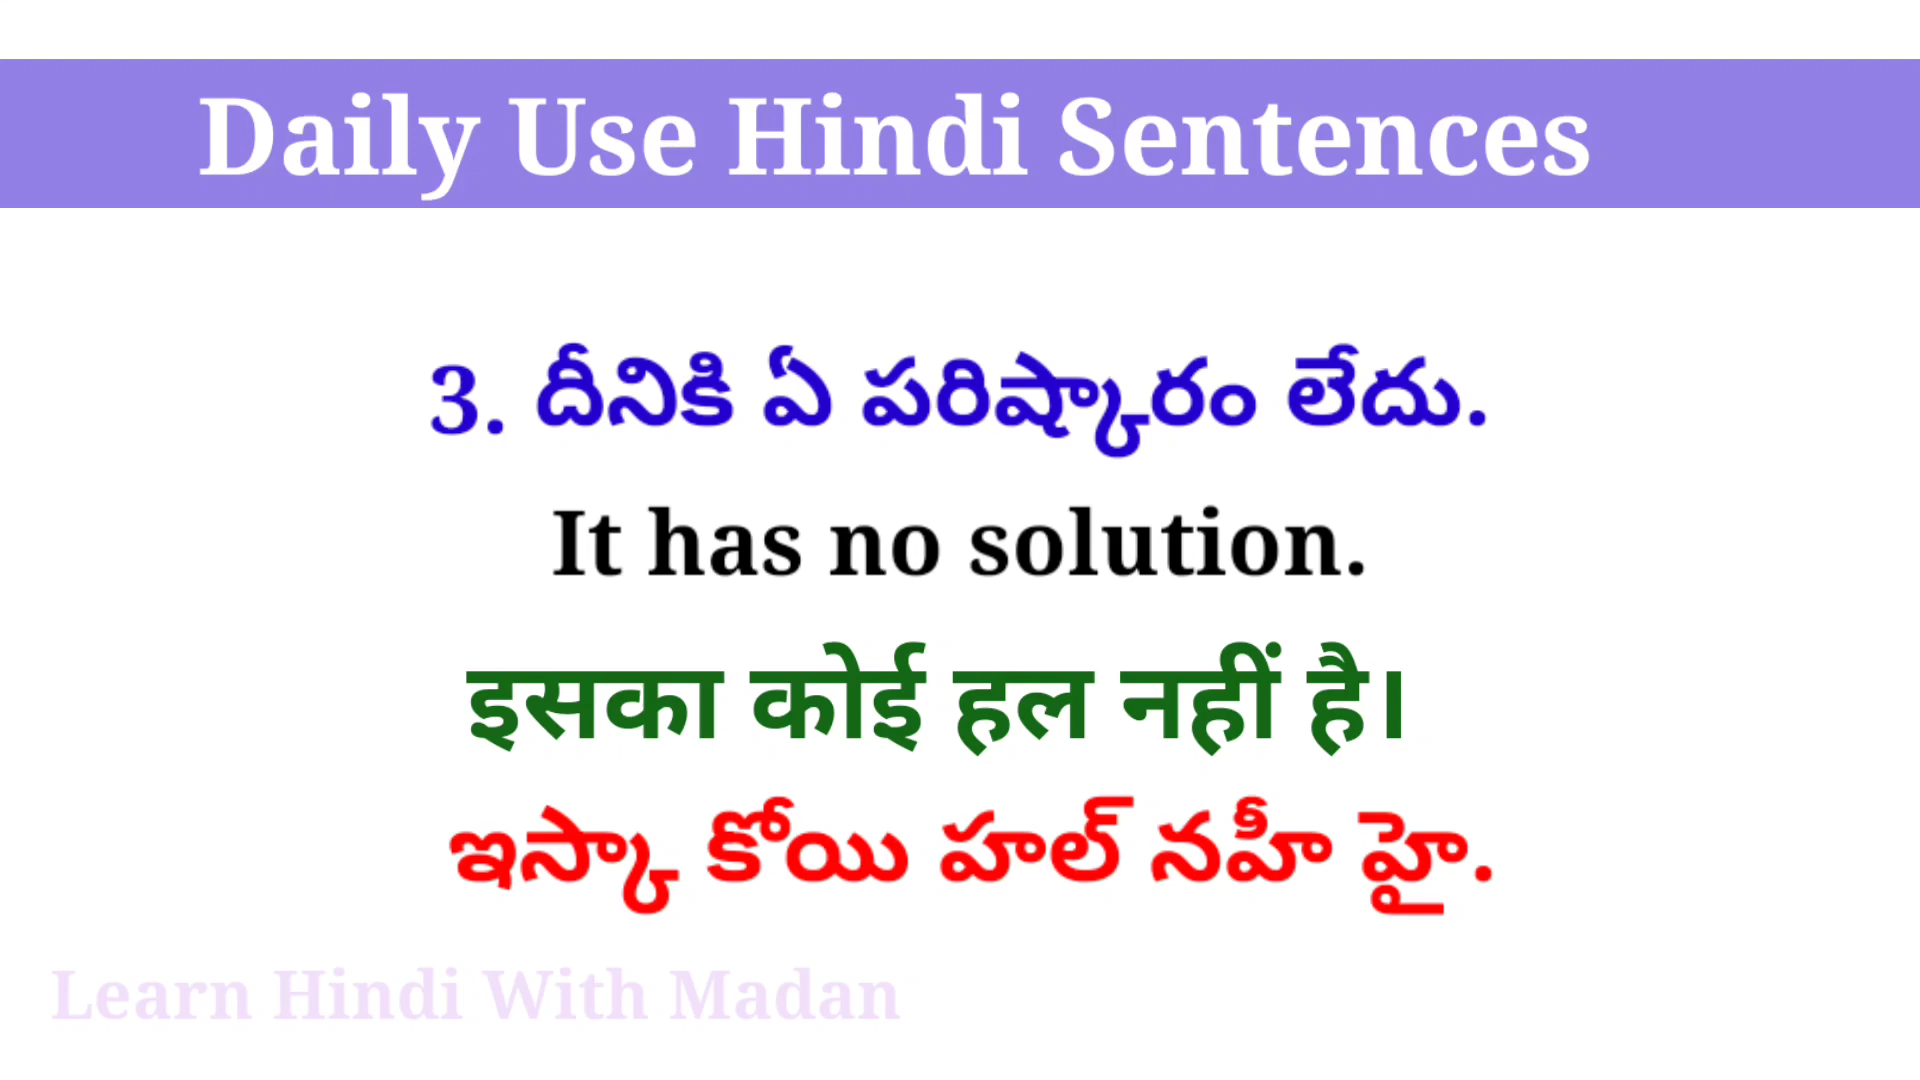 Daily Use Hindi Sentences
3. దీనికి ఏ పరిష్కారం లేదు.
It has no solution.
इसका कोई हल नहीं है।
ఇస్కా కోయి హల్ నహీ హై.
Learn Hindi With Madan